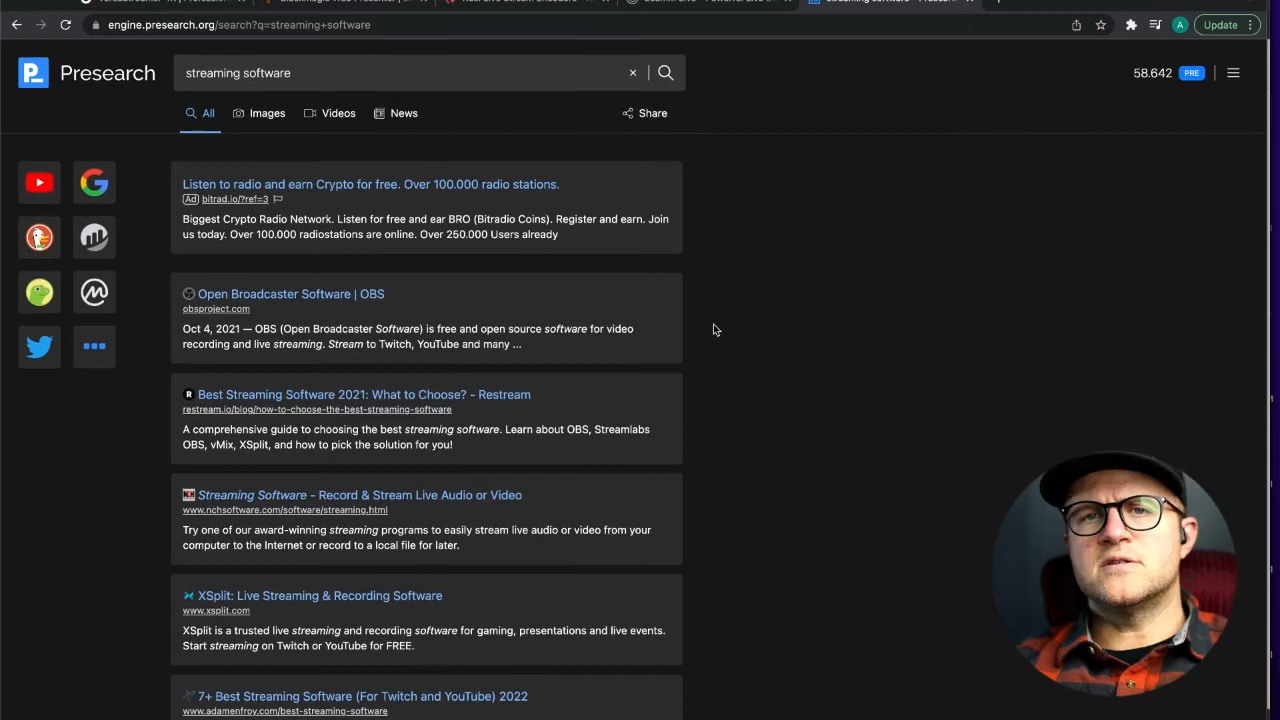 engine.presearch.org/search?q=streaming+software
A
Update
Presearch
streaming software
58.642 PRE
All Images Videos News Share
Listen to radio and earn Crypto for free. Over 100.000 radio stations.
Ad bitrad.io/?ref=3
Biggest Crypto Radio Network. Listen for free and ear BRO (Bitradio Coins). Register and earn. Join
us today. Over 100.000 radiostations are online. Over 250.000 Users already
Open Broadcaster Software | OBS
obsproject.com
Oct 4, 2021 — OBS (Open Broadcaster Software) is free and open source software for video
recording and live streaming. Stream to Twitch, YouTube and many ...
R Best Streaming Software 2021: What to Choose? - Restream
restream.io/blog/how-to-choose-the-best-streaming-software
A comprehensive guide to choosing the best streaming software. Learn about OBS, Streamlabs
OBS, vMix, XSplit, and how to pick the solution for you!
NCH Streaming Software - Record & Stream Live Audio or Video
www.nchsoftware.com/software/streaming.html
Try one of our award-winning streaming programs to easily stream live audio or video from your
computer to the Internet or record to a local file for later.
XSplit: Live Streaming & Recording Software
www.xsplit.com
XSplit is a trusted live streaming and recording software for gaming, presentations and live events.
Start streaming on Twitch or YouTube for FREE.
7+ Best Streaming Software (For Twitch and YouTube) 2022
www.adamenfroy.com/best-streaming-software